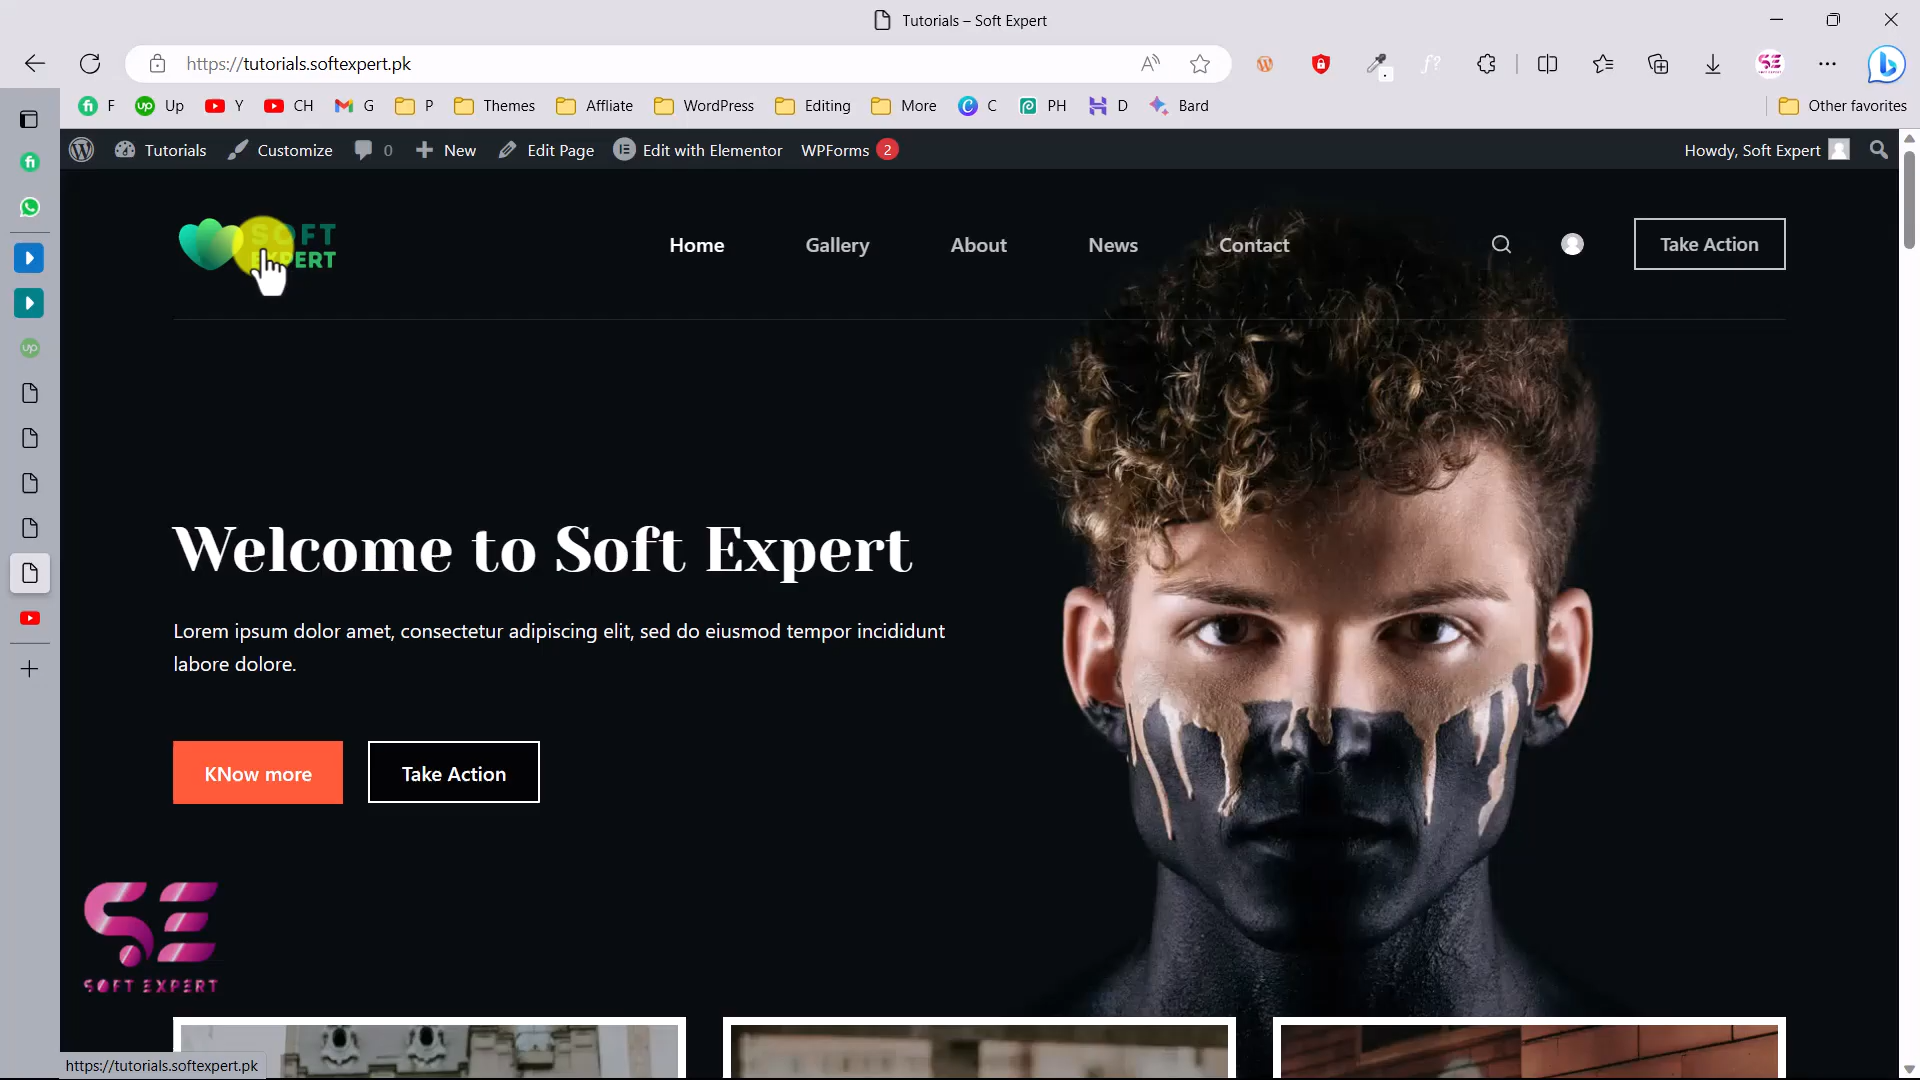 Tutorials – Soft Expert
https://tutorials.softexpert.pk
F
Up
Y
CH
G
P
Themes
Affliate
WordPress
Editing
More
C
PH
D
Bard
Other favorites
Tutorials
Customize
0
New
Edit Page
Edit with Elementor
WPForms 2
Howdy, Soft Expert
SOFT
EXPERT
Home
Gallery
About
News
Contact
Take Action
Welcome to Soft Expert
Lorem ipsum dolor amet, consectetur adipiscing elit, sed do eiusmod tempor incididunt
labore dolore.
KNow more
Take Action
SE
SOFT EXPERT
https://tutorials.softexpert.pk